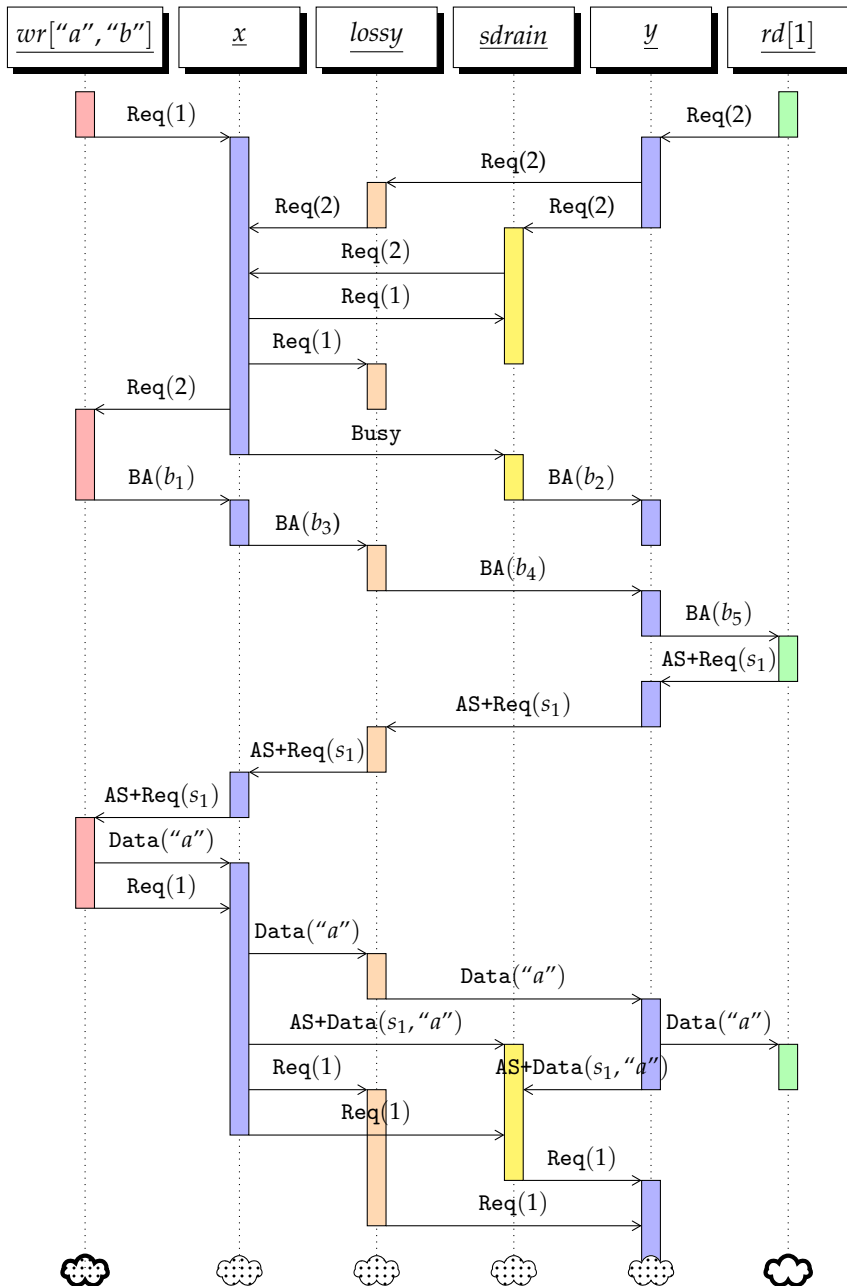 wr[“a”, “b”] x lossy sdrain y rd[1]
Req(1) Req(2)
Req(2)
Req(2) Req(2)
Req(2)
Req(1)
Req(1)
Req(2)
Busy
BA(b₁) BA(b₂)
BA(b₃)
BA(b₄)
BA(b₅)
AS+Req(s₁)
AS+Req(s₁)
AS+Req(s₁)
AS+Req(s₁)
Data(“a”)
Req(1)
Data(“a”)
Data(“a”)
AS+Data(s₁, “a”) Data(“a”)
Req(1) AS+Data(s₁, “a”)
Req(1)
Req(1)
Req(1)